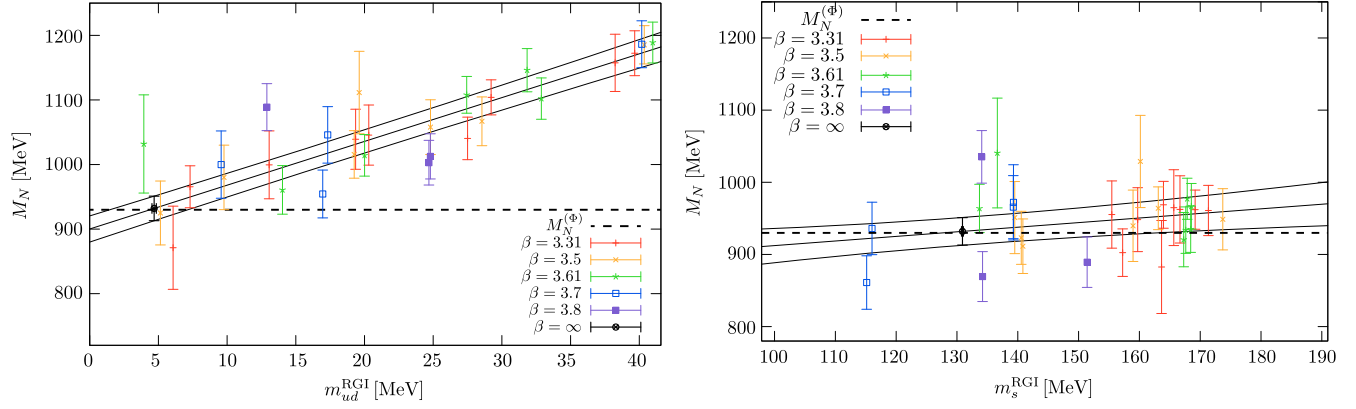 1200
1100
1000
900
800
M_N [MeV]
0 5 10 15 20 25 30 35 40
m_{ud}^{RGI} [MeV]
M_N^{(Φ)}
β = 3.31
β = 3.5
β = 3.61
β = 3.7
β = 3.8
β = ∞
1200
1100
1000
900
800
M_N [MeV]
100 110 120 130 140 150 160 170 180 190
m_s^{RGI} [MeV]
M_N^{(Φ)}
β = 3.31
β = 3.5
β = 3.61
β = 3.7
β = 3.8
β = ∞